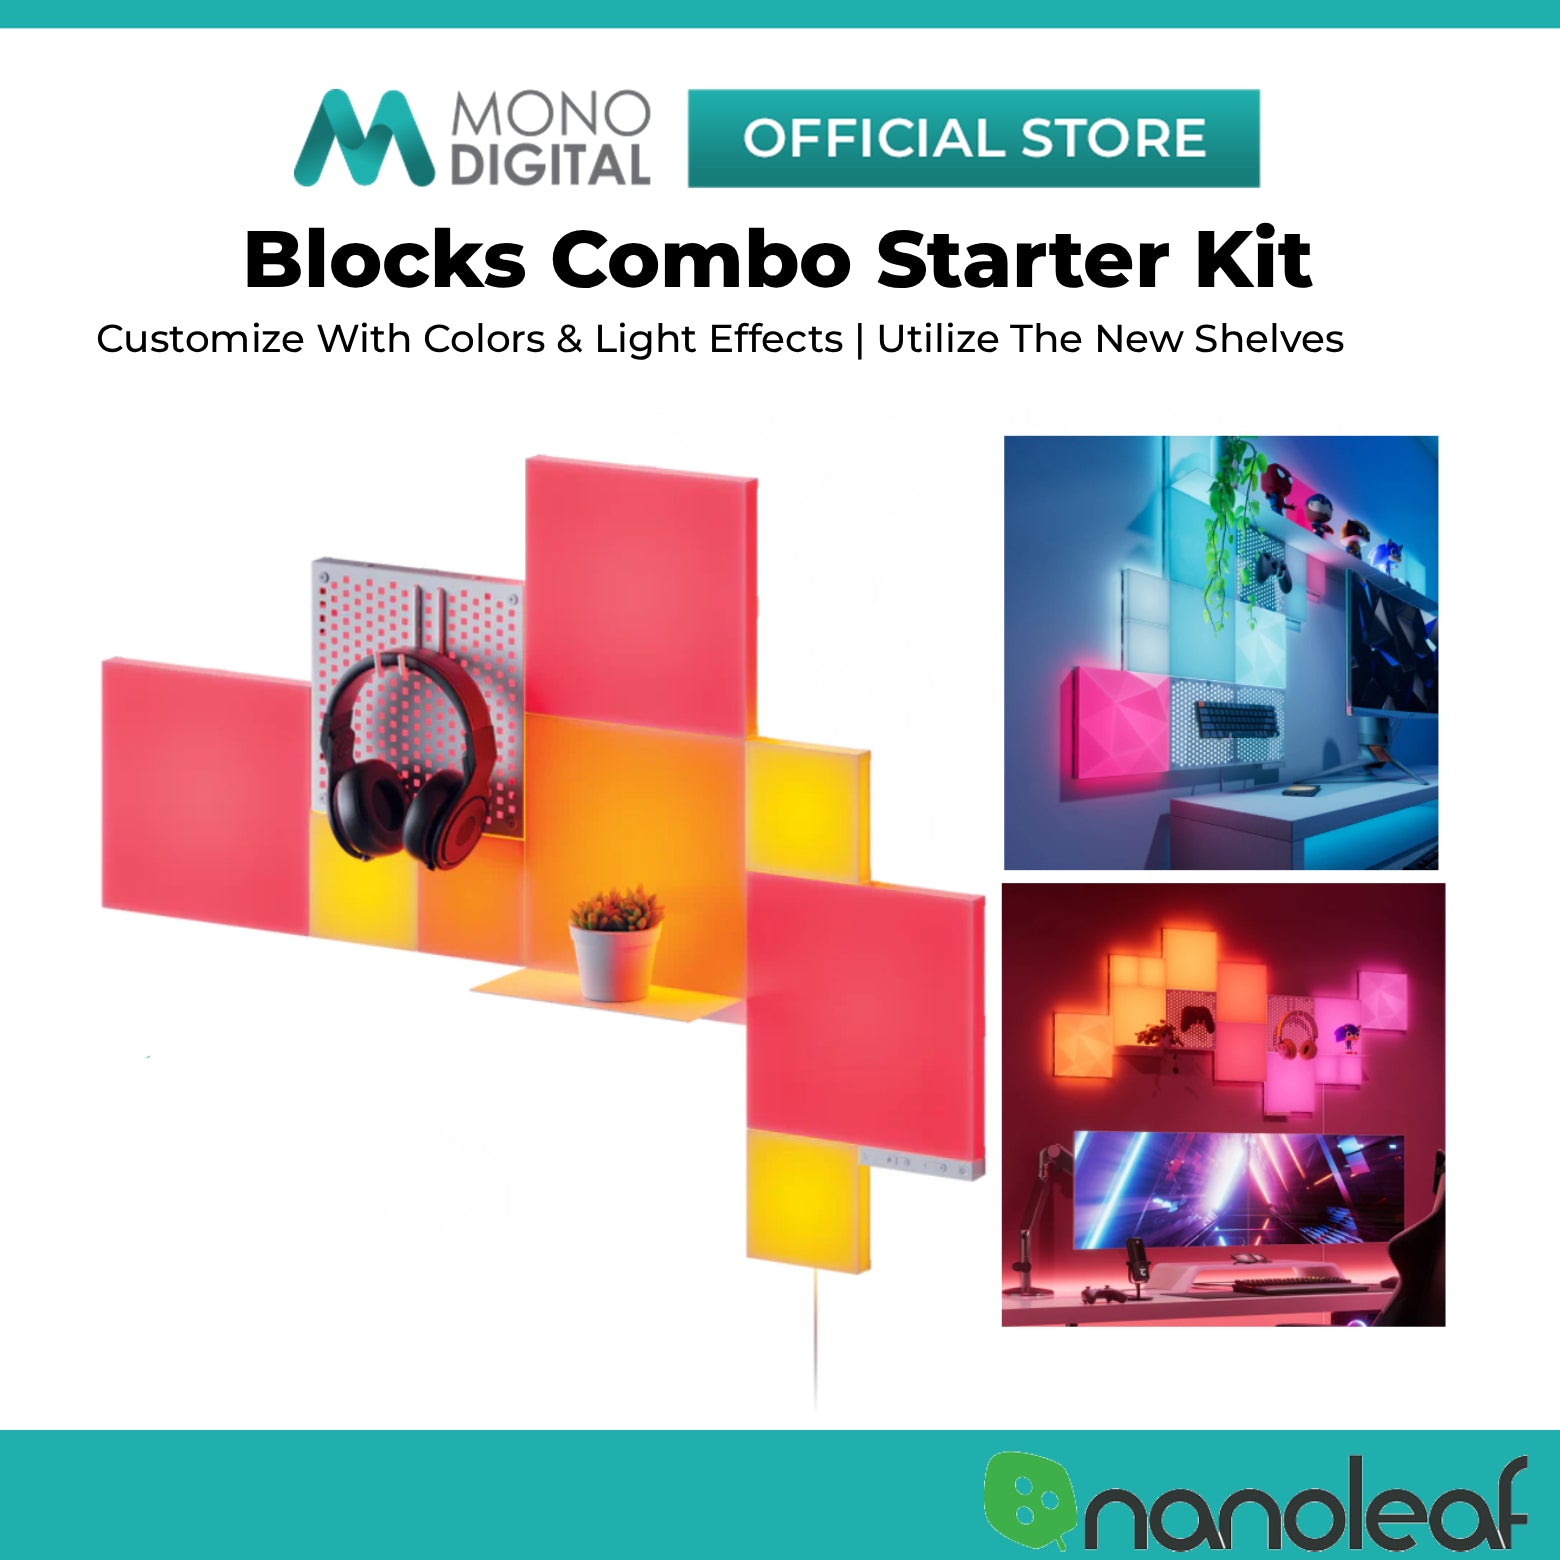 MONO
DIGITAL
OFFICIAL STORE
Blocks Combo Starter Kit
Customize With Colors & Light Effects | Utilize The New Shelves
nanoleaf